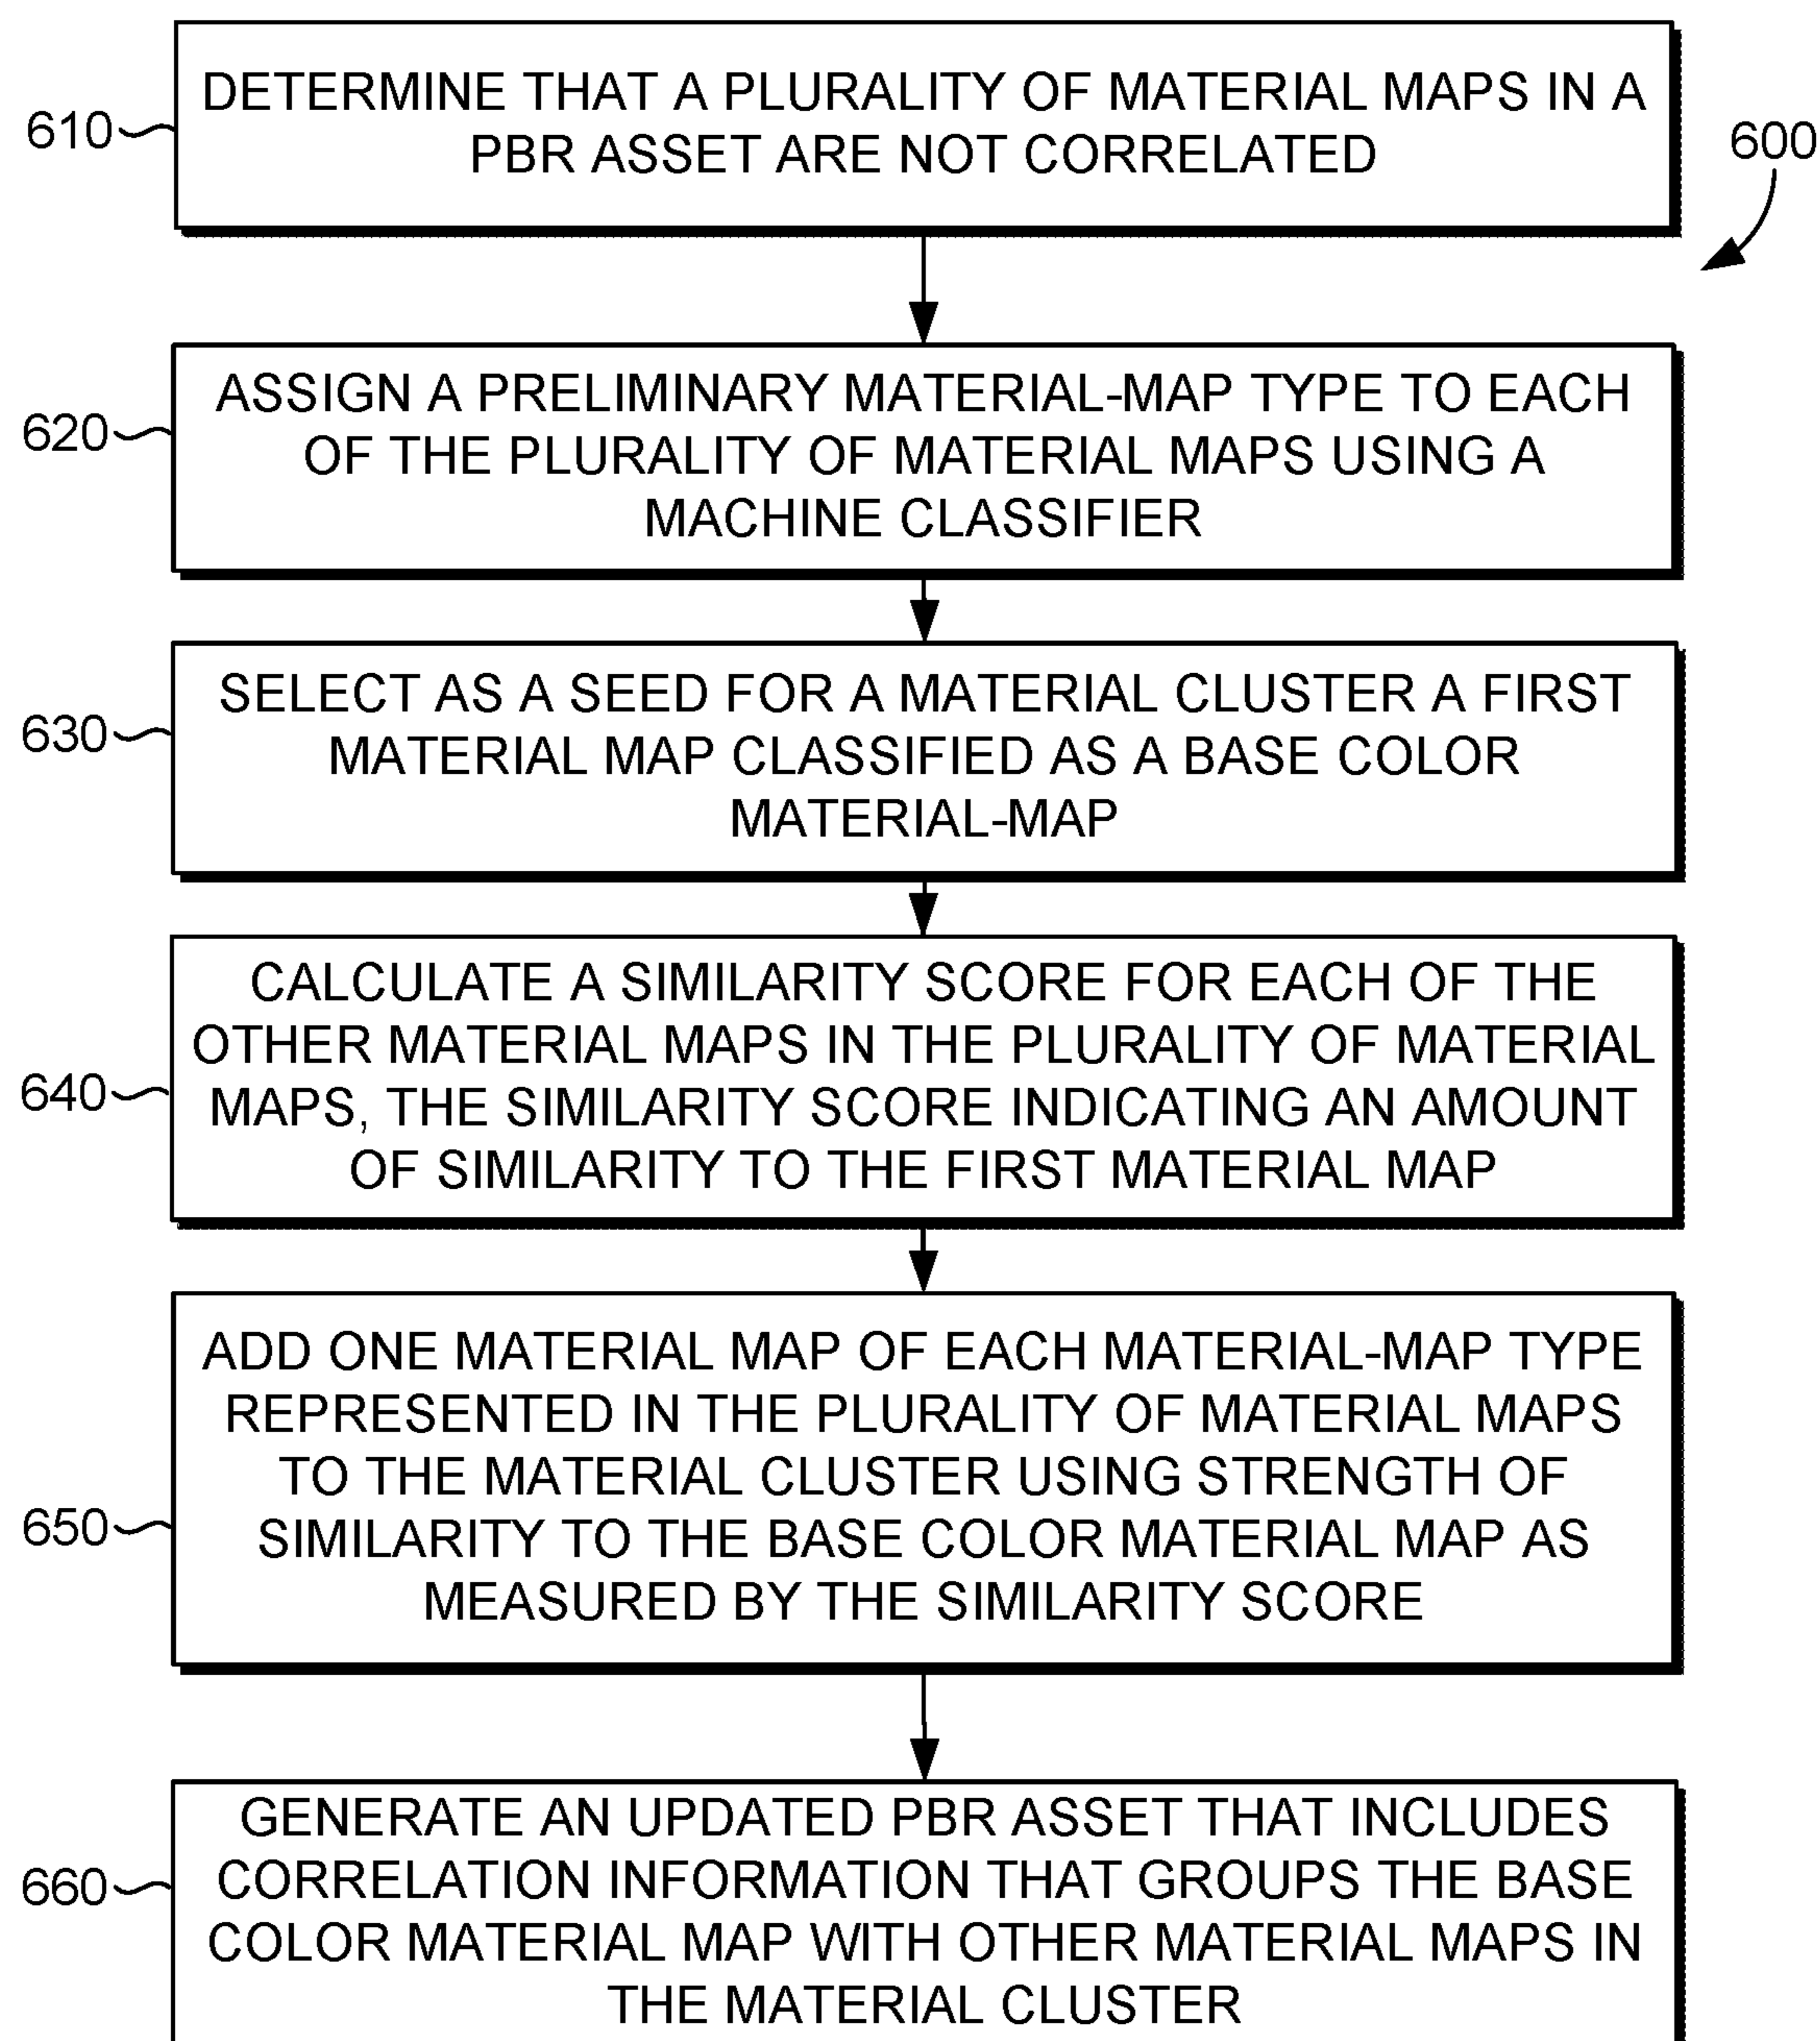 DETERMINE THAT A PLURALITY OF MATERIAL MAPS IN A
PBR ASSET ARE NOT CORRELATED
610
600
ASSIGN A PRELIMINARY MATERIAL-MAP TYPE TO EACH
OF THE PLURALITY OF MATERIAL MAPS USING A
MACHINE CLASSIFIER
620
SELECT AS A SEED FOR A MATERIAL CLUSTER A FIRST
MATERIAL MAP CLASSIFIED AS A BASE COLOR
MATERIAL-MAP
630
CALCULATE A SIMILARITY SCORE FOR EACH OF THE
OTHER MATERIAL MAPS IN THE PLURALITY OF MATERIAL
MAPS, THE SIMILARITY SCORE INDICATING AN AMOUNT
OF SIMILARITY TO THE FIRST MATERIAL MAP
640
ADD ONE MATERIAL MAP OF EACH MATERIAL-MAP TYPE
REPRESENTED IN THE PLURALITY OF MATERIAL MAPS
TO THE MATERIAL CLUSTER USING STRENGTH OF
SIMILARITY TO THE BASE COLOR MATERIAL MAP AS
MEASURED BY THE SIMILARITY SCORE
650
GENERATE AN UPDATED PBR ASSET THAT INCLUDES
CORRELATION INFORMATION THAT GROUPS THE BASE
COLOR MATERIAL MAP WITH OTHER MATERIAL MAPS IN
THE MATERIAL CLUSTER
660